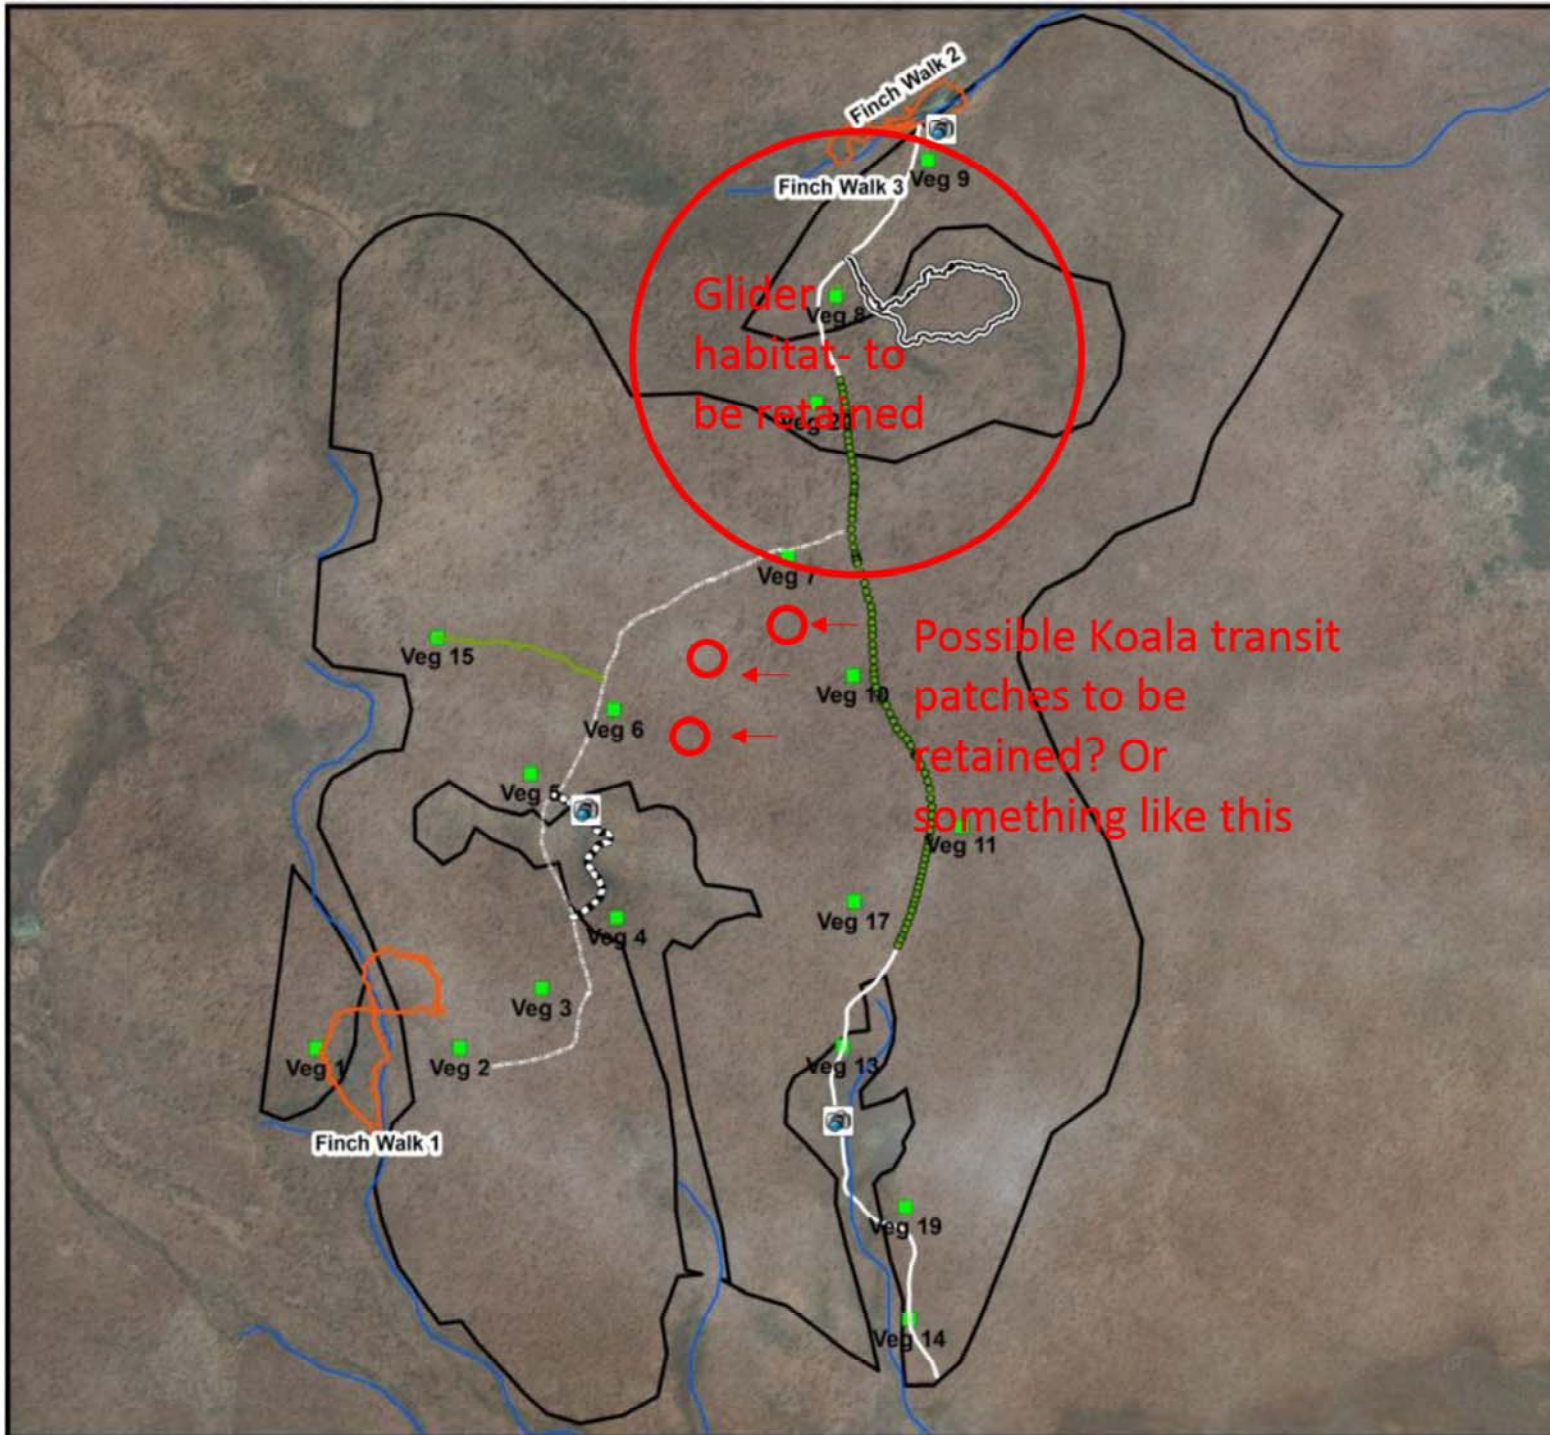 Finch Walk 2
Finch Walk 3
Veg 9
Glider
habitat- to
be retained
Veg 8
Veg 20
Veg 7
Possible Koala transit
patches to be
retained? Or
something like this
Veg 15
Veg 10
Veg 6
Veg 5
Veg 11
Veg 17
Veg 4
Veg 3
Veg 1
Veg 2
Veg 13
Finch Walk 1
Veg 19
Veg 14